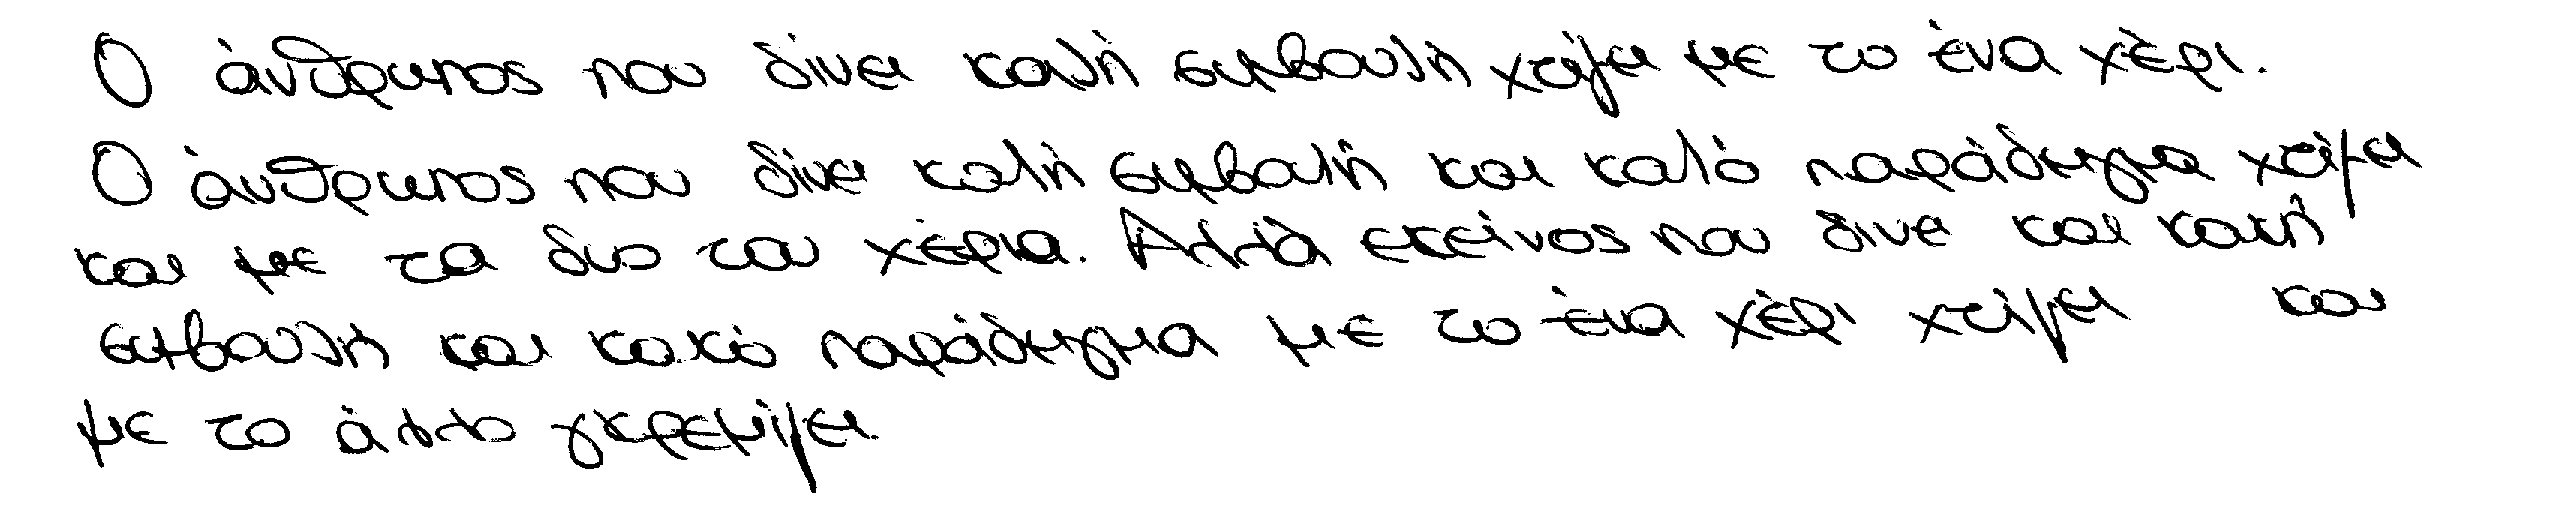 Ο άνθρωπος που δίνει καλή συμβουλή χτίζει με το ένα χέρι.
Ο άνθρωπος που δίνει καλή συμβουλή και καλό παράδειγμα χτίζει
και με τα δυο του χέρια. Αλλά εκείνος που δίνει και κακή
συμβουλή και κακό παράδειγμα με το ένα χέρι χτίζει και
με το άλλο γκρεμίζει